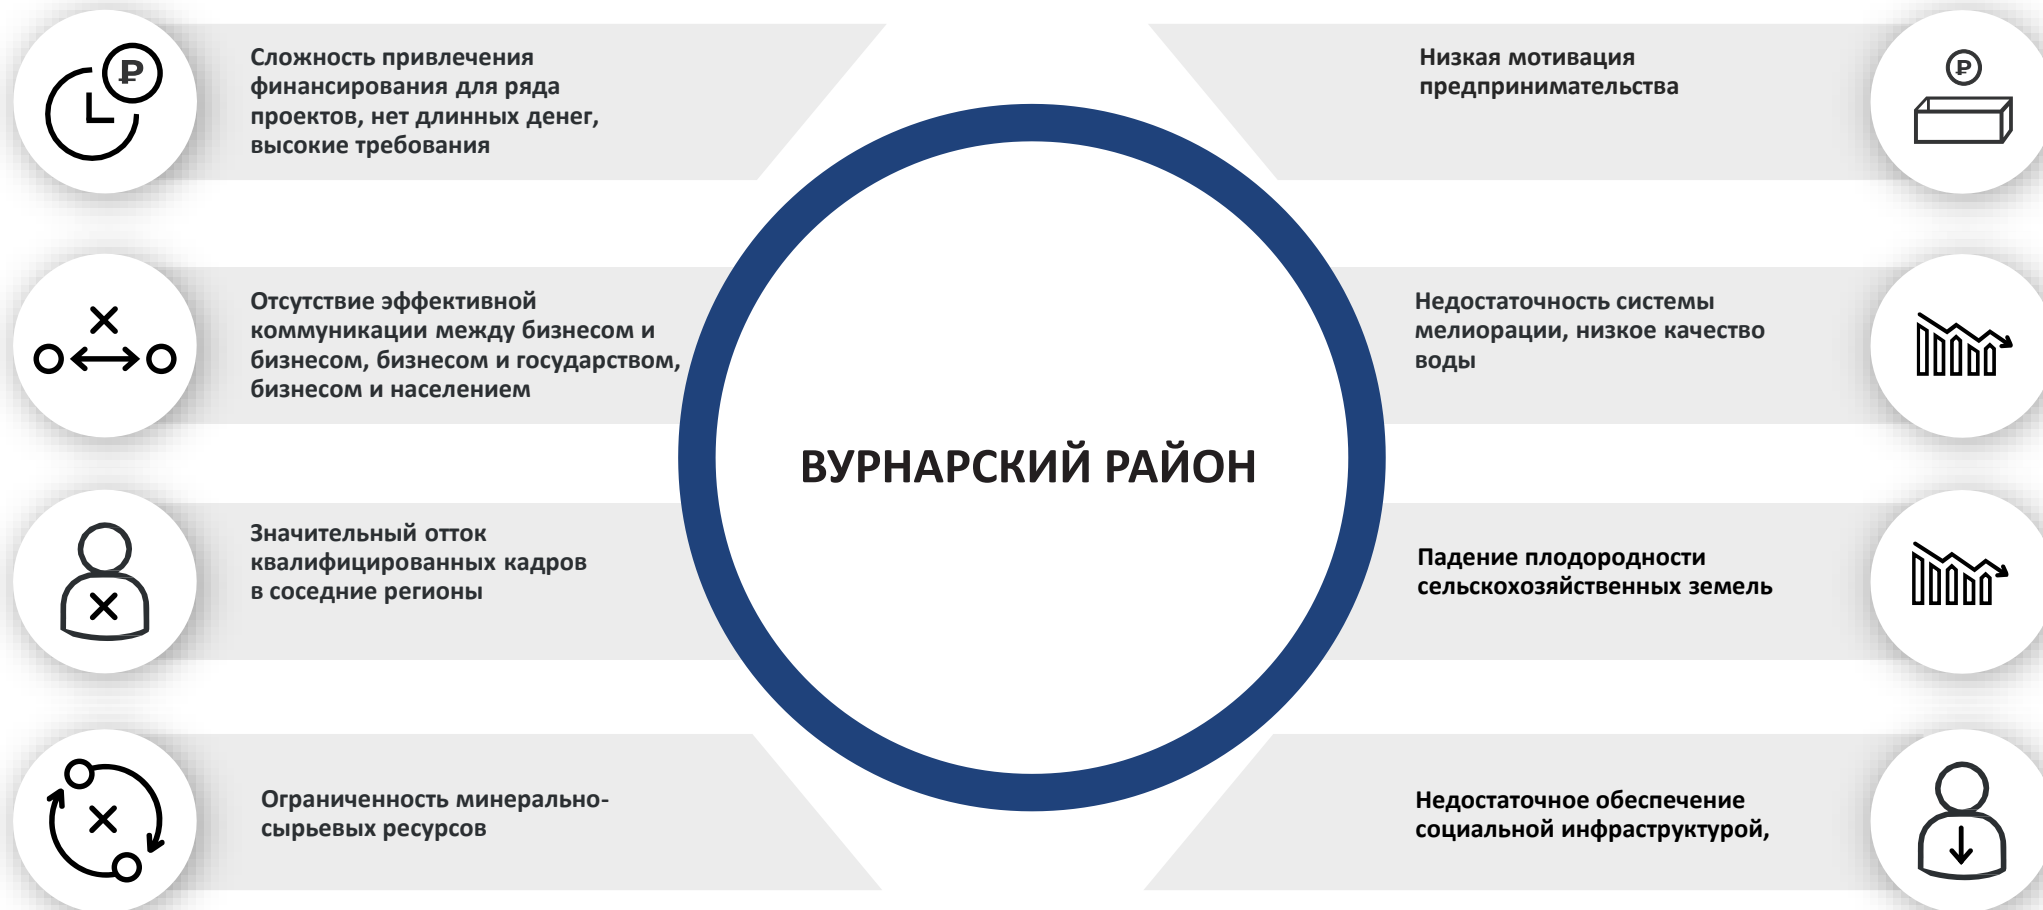 Сложность привлечения
финансирования для ряда
проектов, нет длинных денег,
высокие требования
Отсутствие эффективной
коммуникации между бизнесом и
бизнесом, бизнесом и государством,
бизнесом и населением
Значительный отток
квалифицированных кадров
в соседние регионы
Ограниченность минерально-
сырьевых ресурсов
ВУРНАРСКИЙ РАЙОН
Низкая мотивация
предпринимательства
Недостаточность системы
мелиорации, низкое качество
воды
Падение плодородности
сельскохозяйственных земель
Недостаточное обеспечение
социальной инфраструктурой,